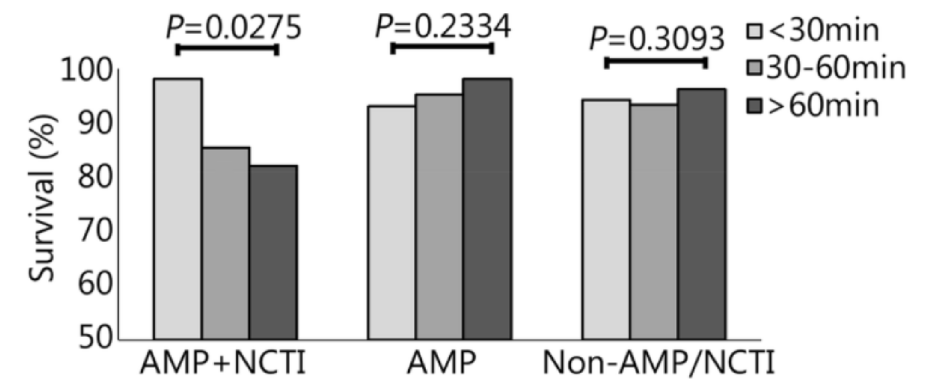 P=0.0275
P=0.2334
P=0.3093
<30min
30-60min
>60min
Survival (%)
100
90
80
70
60
50
AMP+NCTI
AMP
Non-AMP/NCTI